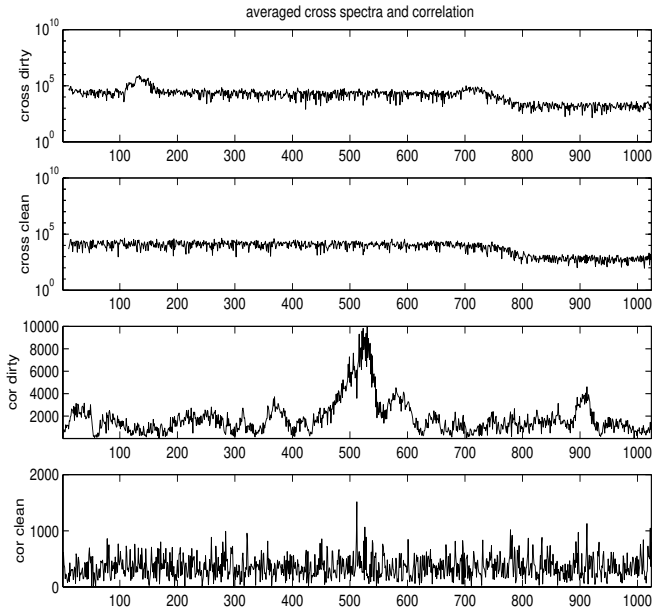 averaged cross spectra and correlation
10^10
10^5
10^0
cross dirty
100 200 300 400 500 600 700 800 900 1000
10^10
10^5
10^0
cross clean
100 200 300 400 500 600 700 800 900 1000
10000
8000
6000
4000
2000
cor dirty
100 200 300 400 500 600 700 800 900 1000
2000
1000
0
cor clean
100 200 300 400 500 600 700 800 900 1000